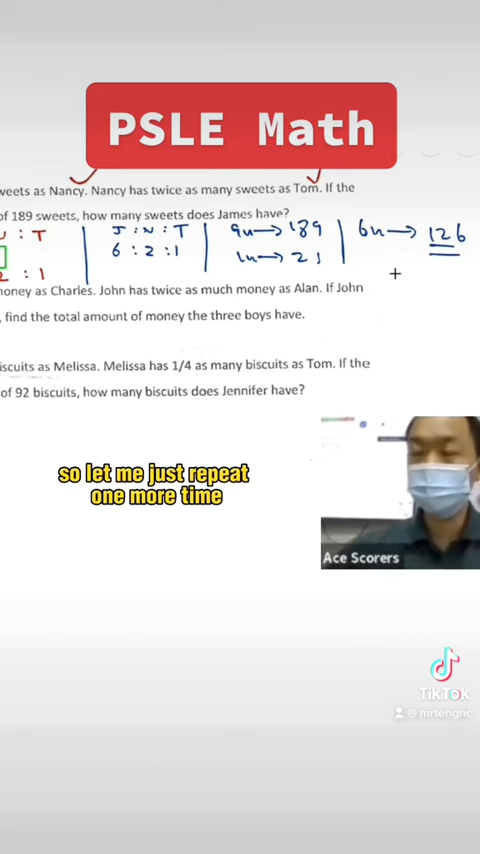 PSLE Math
weets as Nancy. Nancy has twice as many sweets as Tom. If the
of 189 sweets, how many sweets does James have?
: T
2 : 1
J : N : T
6 : 2 : 1
9u → 189
1u → 21
6u → 126
money as Charles. John has twice as much money as Alan. If John
, find the total amount of money the three boys have.
iscuits as Melissa. Melissa has 1/4 as many biscuits as Tom. If the
of 92 biscuits, how many biscuits does Jennifer have?
so let me just repeat
one more time
Ace Scorers
TikTok
@mrtenghc